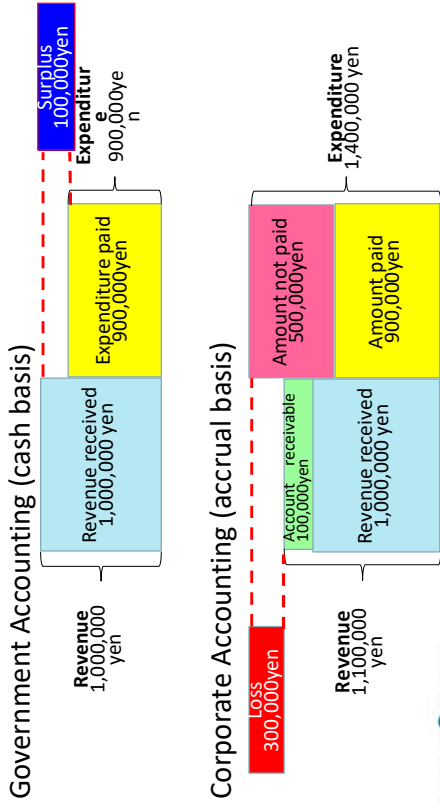 Government Accounting (cash basis)
Revenue
1,000,000
yen
Revenue received
1,000,000 yen
Expenditure paid
900,000yen
Surplus
100,000yen
Expenditur
e
900,000ye
n
Corporate Accounting (accrual basis)
Loss
300,000yen
Revenue
1,100,000
yen
Account receivable
100,000yen
Revenue received
1,000,000 yen
Amount not paid
500,000yen
Amount paid
900,000yen
Expenditure
1,400,000 yen